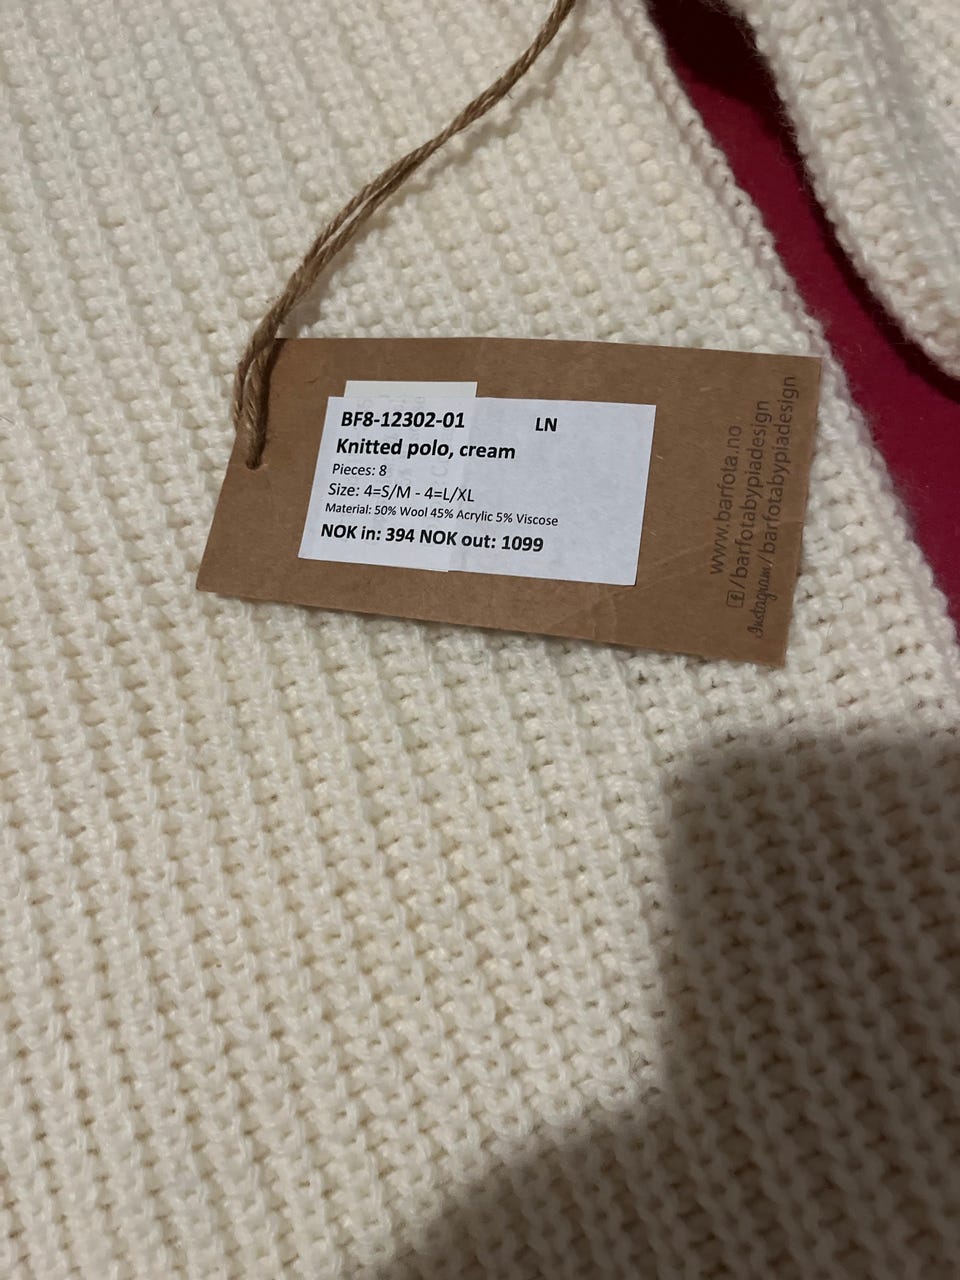 BF8-12302-01 LN
Knitted polo, cream
Pieces: 8
Size: 4=S/M - 4=L/XL
Material: 50% Wool 45% Acrylic 5% Viscose
NOK in: 394 NOK out: 1099
www.barfota.no
f/barfotabypiadesign
Instagram/barfotabypiadesign